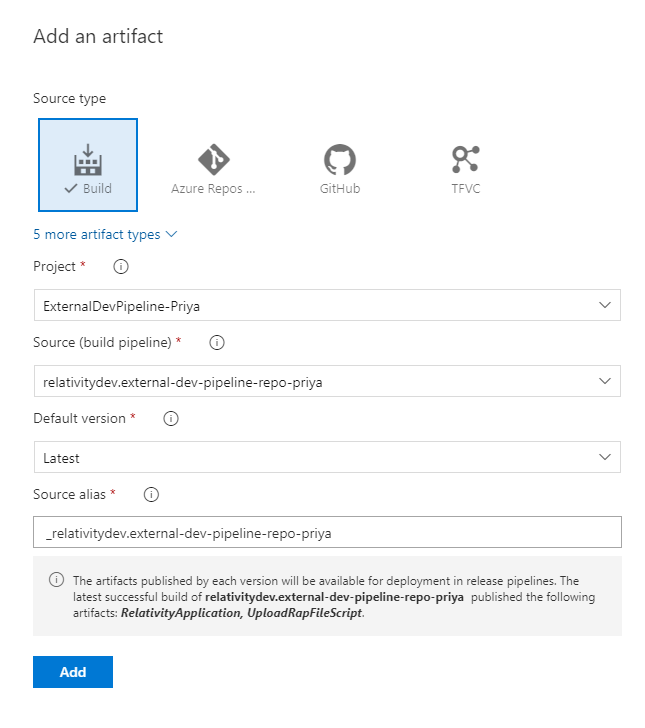 Add an artifact
Source type
Build
Azure Repos ...
GitHub
TFVC
5 more artifact types
Project *
ExternalDevPipeline-Priya
Source (build pipeline) *
relativitydev.external-dev-pipeline-repo-priya
Default version *
Latest
Source alias *
_relativitydev.external-dev-pipeline-repo-priya
The artifacts published by each version will be available for deployment in release pipelines. The
latest successful build of relativitydev.external-dev-pipeline-repo-priya published the following
artifacts: RelativityApplication, UploadRapFileScript.
Add